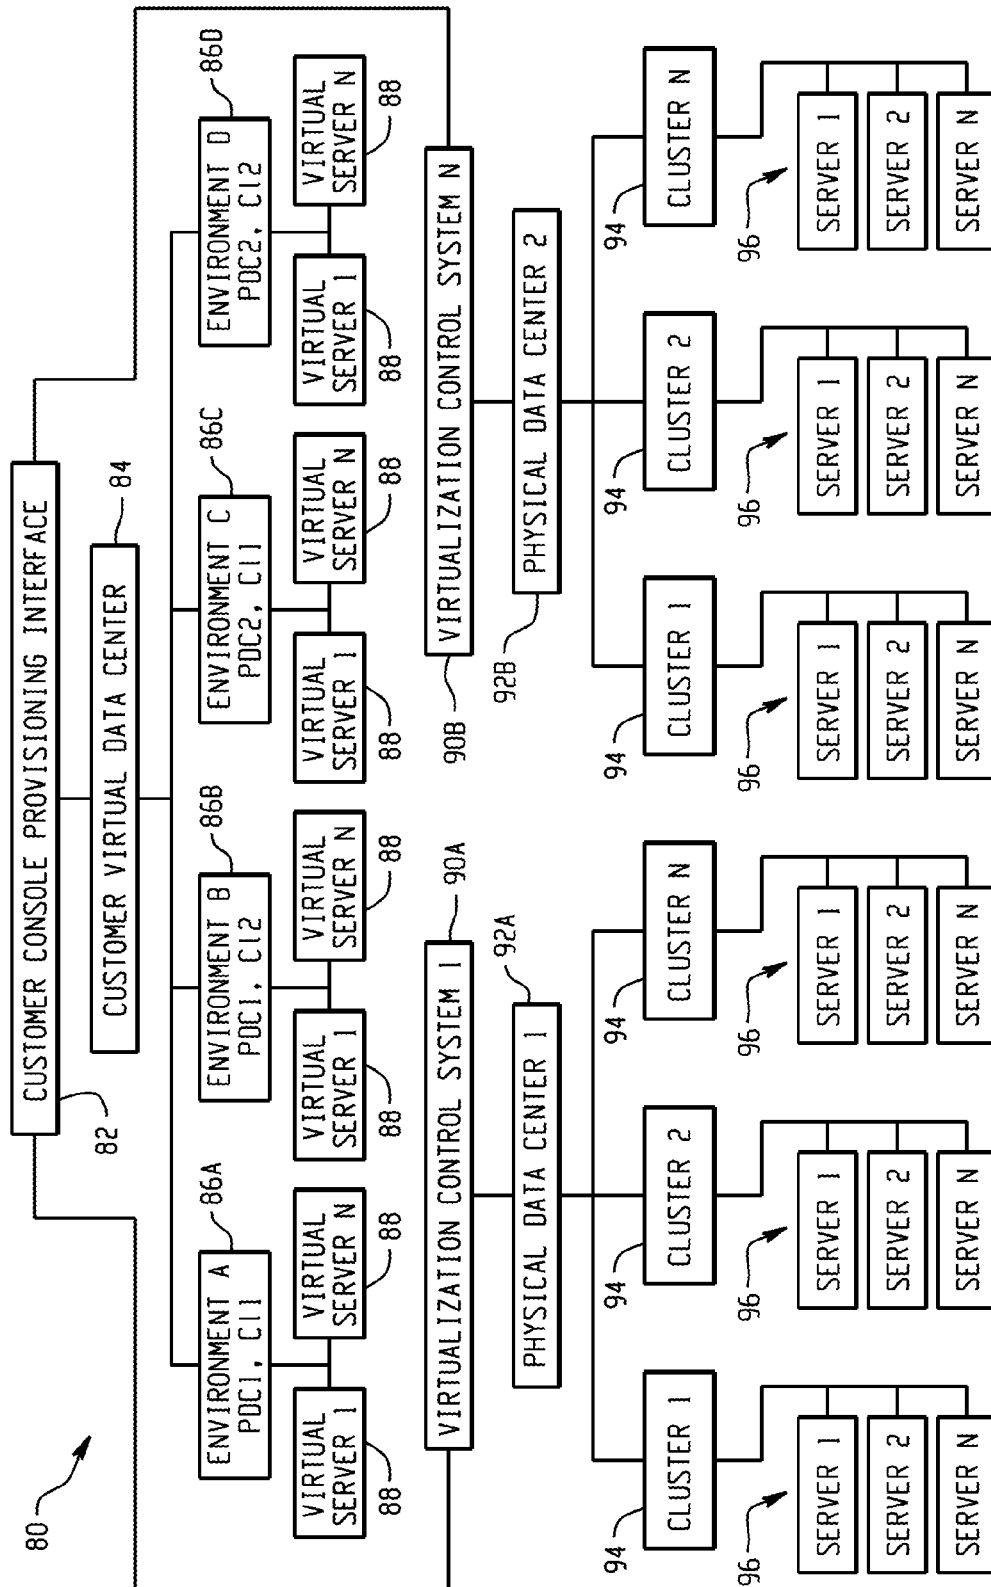 80
CUSTOMER CONSOLE PROVISIONING INTERFACE
82
CUSTOMER VIRTUAL DATA CENTER
84
ENVIRONMENT A
PDC1, Cl1
86A
ENVIRONMENT B
PDC1, Cl2
86B
ENVIRONMENT C
PDC2, Cl1
86C
ENVIRONMENT D
PDC2, Cl2
86D
VIRTUAL
SERVER 1
88
VIRTUAL
SERVER N
88
VIRTUAL
SERVER 1
88
VIRTUAL
SERVER N
88
VIRTUAL
SERVER 1
88
VIRTUAL
SERVER N
88
VIRTUAL
SERVER 1
88
VIRTUAL
SERVER N
88
VIRTUALIZATION CONTROL SYSTEM 1
90A
VIRTUALIZATION CONTROL SYSTEM N
90B
PHYSICAL DATA CENTER 1
92A
PHYSICAL DATA CENTER 2
92B
94
CLUSTER 1
94
CLUSTER 2
94
CLUSTER N
94
CLUSTER 1
94
CLUSTER 2
94
CLUSTER N
96
SERVER 1
SERVER 2
SERVER N
96
SERVER 1
SERVER 2
SERVER N
96
SERVER 1
SERVER 2
SERVER N
96
SERVER 1
SERVER 2
SERVER N
96
SERVER 1
SERVER 2
SERVER N
96
SERVER 1
SERVER 2
SERVER N